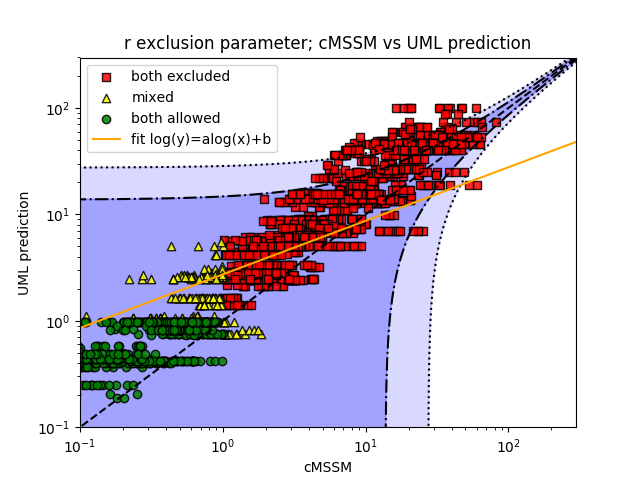 r exclusion parameter; cMSSM vs UML prediction
both excluded
mixed
both allowed
fit log(y)=alog(x)+b
UML prediction
10²
10¹
10⁰
10⁻¹
10⁻¹ 10⁰ 10¹ 10²
cMSSM